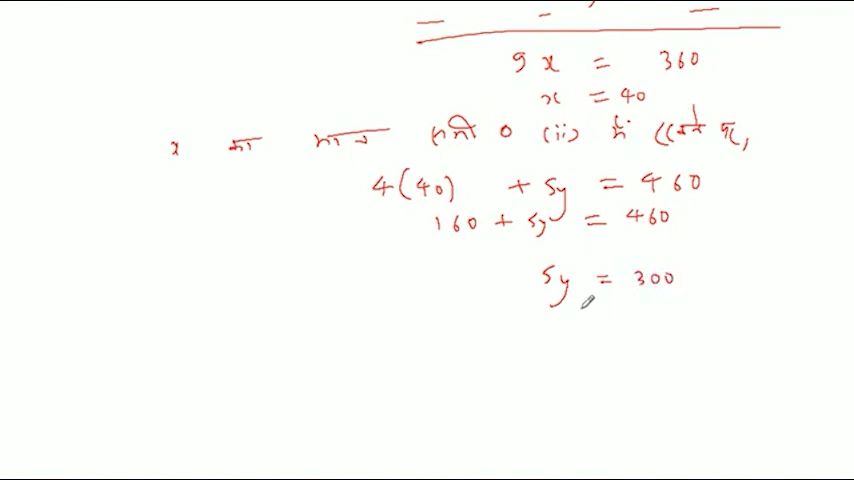 9x = 360
x = 40
x का मान समी० (ii) में रखने पर,
4(40) + 5y = 460
160 + 5y = 460
5y = 300